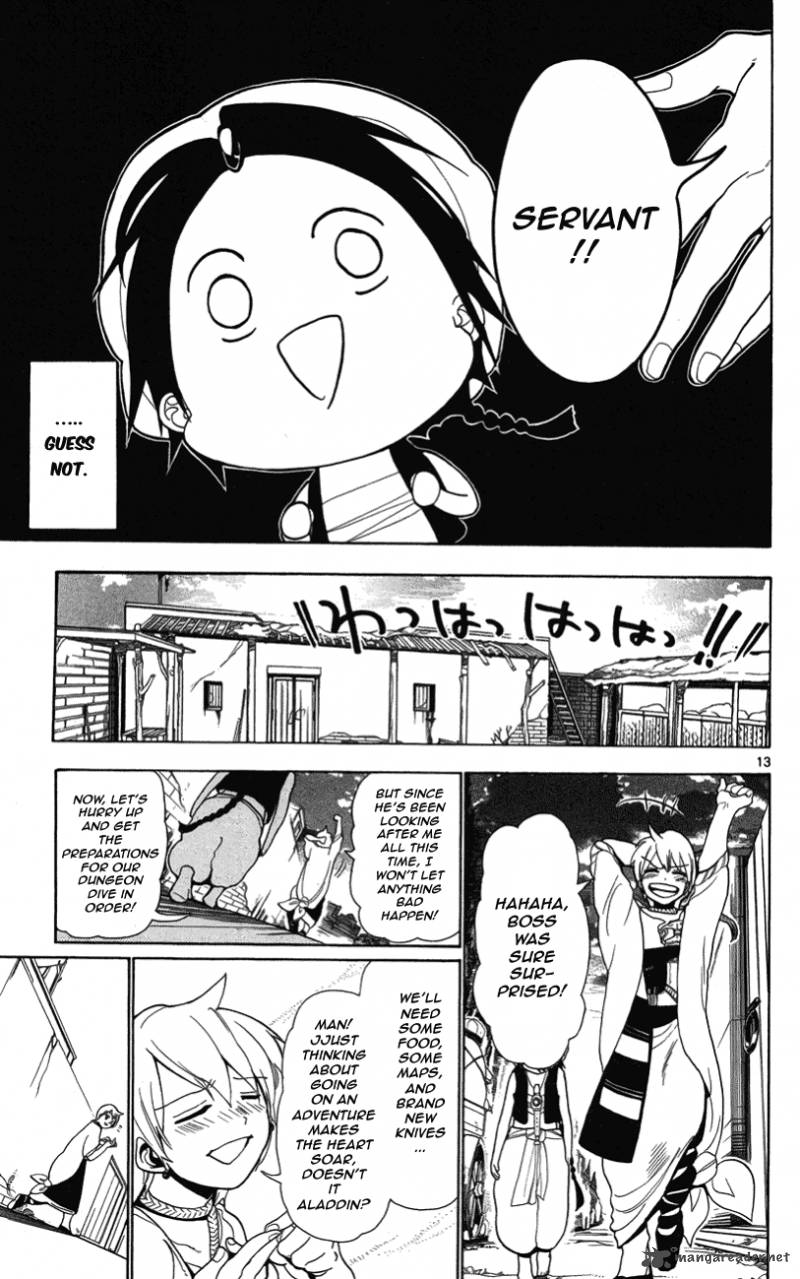 SERVANT
!!
.....
GUESS
NOT.
わっはっはっはっ!!
13
HAHAHA,
BOSS
WAS
SURE
SUR-
PRISED!
BUT SINCE
HE'S BEEN
LOOKING
AFTER ME
ALL THIS
TIME, I
WON'T LET
ANYTHING
BAD
HAPPEN!
NOW, LET'S
HURRY UP
AND GET
THE
PREPARATIONS
FOR OUR
DUNGEON
DIVE IN
ORDER!
WE'LL
NEED
SOME
FOOD,
SOME
MAPS,
AND
BRAND
NEW
KNIVES
...
MAN!
JJUST
THINKING
ABOUT
GOING
ON AN
ADVENTURE
MAKES
THE HEART
SOAR,
DOESN'T
IT
ALADDIN?
mangareader.net